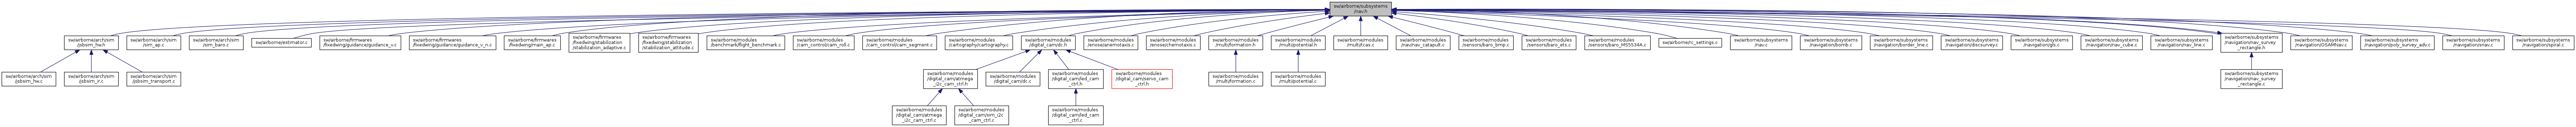 sw/airborne/subsystems
/nav.h
sw/airborne/arch/sim
/jsbsim_hw.h
sw/airborne/arch/sim
/sim_ap.c
sw/airborne/arch/sim
/sim_baro.c
sw/airborne/estimator.c
sw/airborne/firmwares
/fixedwing/guidance/guidance_v.c
sw/airborne/firmwares
/fixedwing/guidance/guidance_v_n.c
sw/airborne/firmwares
/fixedwing/main_ap.c
sw/airborne/firmwares
/fixedwing/stabilization
/stabilization_adaptive.c
sw/airborne/firmwares
/fixedwing/stabilization
/stabilization_attitude.c
sw/airborne/modules
/benchmark/flight_benchmark.c
sw/airborne/modules
/cam_control/cam_roll.c
sw/airborne/modules
/cam_control/cam_segment.c
sw/airborne/modules
/cartography/cartography.c
sw/airborne/modules
/digital_cam/dc.h
sw/airborne/modules
/enose/anemotaxis.c
sw/airborne/modules
/enose/chemotaxis.c
sw/airborne/modules
/multi/formation.h
sw/airborne/modules
/multi/potential.h
sw/airborne/modules
/multi/tcas.c
sw/airborne/modules
/nav/nav_catapult.c
sw/airborne/modules
/sensors/baro_bmp.c
sw/airborne/modules
/sensors/baro_ets.c
sw/airborne/modules
/sensors/baro_MS5534A.c
sw/airborne/rc_settings.c
sw/airborne/subsystems
/nav.c
sw/airborne/subsystems
/navigation/bomb.c
sw/airborne/subsystems
/navigation/border_line.c
sw/airborne/subsystems
/navigation/discsurvey.c
sw/airborne/subsystems
/navigation/gls.c
sw/airborne/subsystems
/navigation/nav_cube.c
sw/airborne/subsystems
/navigation/nav_line.c
sw/airborne/subsystems
/navigation/nav_survey
_rectangle.h
sw/airborne/subsystems
/navigation/OSAMNav.c
sw/airborne/subsystems
/navigation/poly_survey_adv.c
sw/airborne/subsystems
/navigation/snav.c
sw/airborne/subsystems
/navigation/spiral.c
sw/airborne/arch/sim
/jsbsim_hw.c
sw/airborne/arch/sim
/jsbsim_ir.c
sw/airborne/arch/sim
/jsbsim_transport.c
sw/airborne/modules
/digital_cam/atmega
_i2c_cam_ctrl.h
sw/airborne/modules
/digital_cam/dc.c
sw/airborne/modules
/digital_cam/led_cam
_ctrl.h
sw/airborne/modules
/digital_cam/servo_cam
_ctrl.h
sw/airborne/modules
/multi/formation.c
sw/airborne/modules
/multi/potential.c
sw/airborne/subsystems
/navigation/nav_survey
_rectangle.c
sw/airborne/modules
/digital_cam/atmega
_i2c_cam_ctrl.c
sw/airborne/modules
/digital_cam/sim_i2c
_cam_ctrl.c
sw/airborne/modules
/digital_cam/led_cam
_ctrl.c